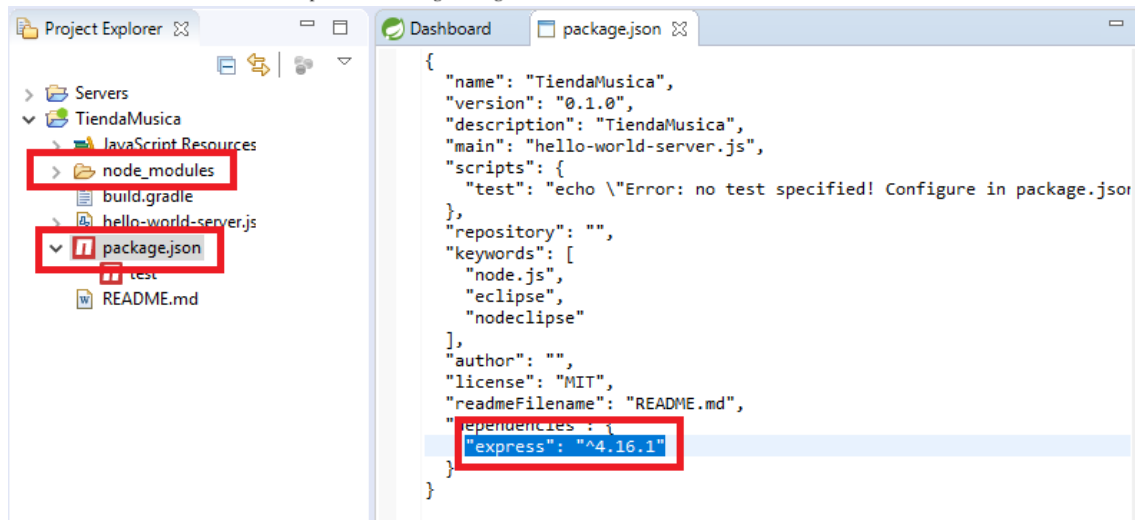 Project Explorer
Dashboard
package.json
Servers
TiendaMusica
JavaScript Resources
node_modules
build.gradle
hello-world-server.js
package.json
test
README.md
{
"name": "TiendaMusica",
"version": "0.1.0",
"description": "TiendaMusica",
"main": "hello-world-server.js",
"scripts": {
"test": "echo \"Error: no test specified! Configure in package.jsor
},
"repository": "",
"keywords": [
"node.js",
"eclipse",
"nodeclipse"
],
"author": "",
"license": "MIT",
"readmeFilename": "README.md",
"dependencies": {
"express": "^4.16.1"
}
}